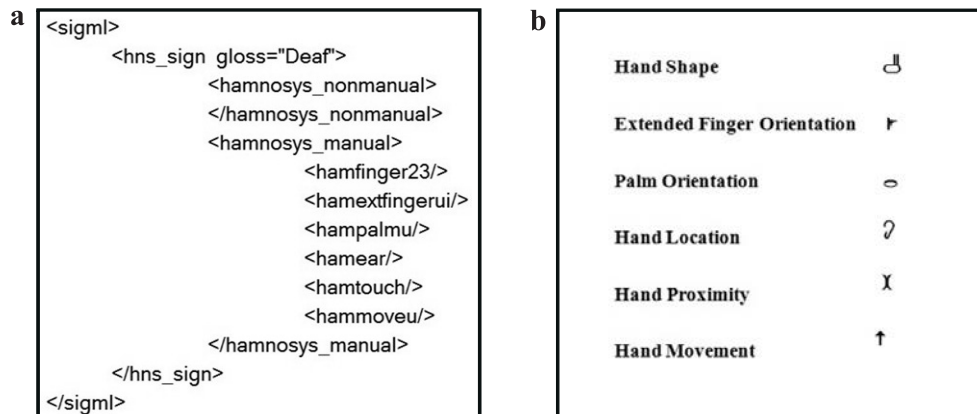 a
<sigml>
<hns_sign gloss="Deaf">
<hamnosys_nonmanual>
</hamnosys_nonmanual>
<hamnosys_manual>
<hamfinger23/>
<hamextfingerui/>
<hampalmu/>
<hamear/>
<hamtouch/>
<hammoveu/>
</hamnosys_manual>
</hns_sign>
</sigml>
b
Hand Shape
Extended Finger Orientation
Palm Orientation
Hand Location
Hand Proximity
Hand Movement ↑